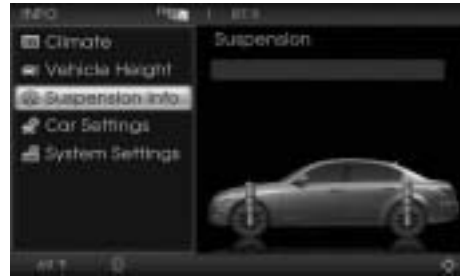 INFO
Climate
Vehicle Height
Suspension Info
Car Settings
System Settings
Suspension